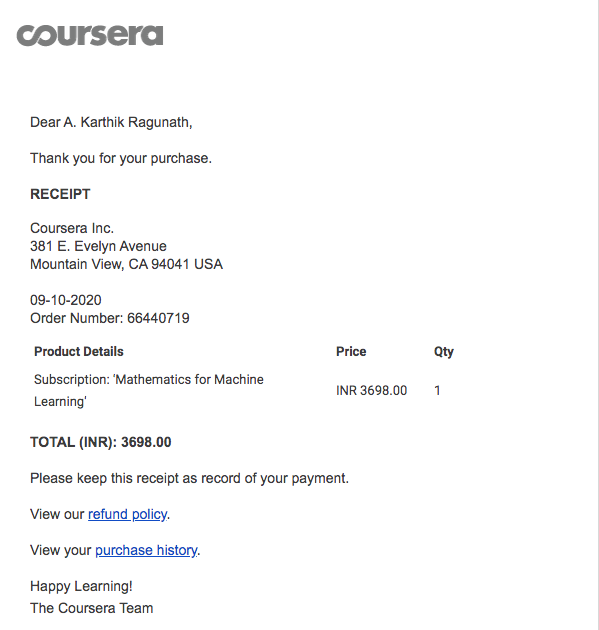 coursera
Dear A. Karthik Ragunath,
Thank you for your purchase.
RECEIPT
Coursera Inc.
381 E. Evelyn Avenue
Mountain View, CA 94041 USA
09-10-2020
Order Number: 66440719
Product Details Price Qty
Subscription: 'Mathematics for Machine
Learning' INR 3698.00 1
TOTAL (INR): 3698.00
Please keep this receipt as record of your payment.
View our refund policy.
View your purchase history.
Happy Learning!
The Coursera Team